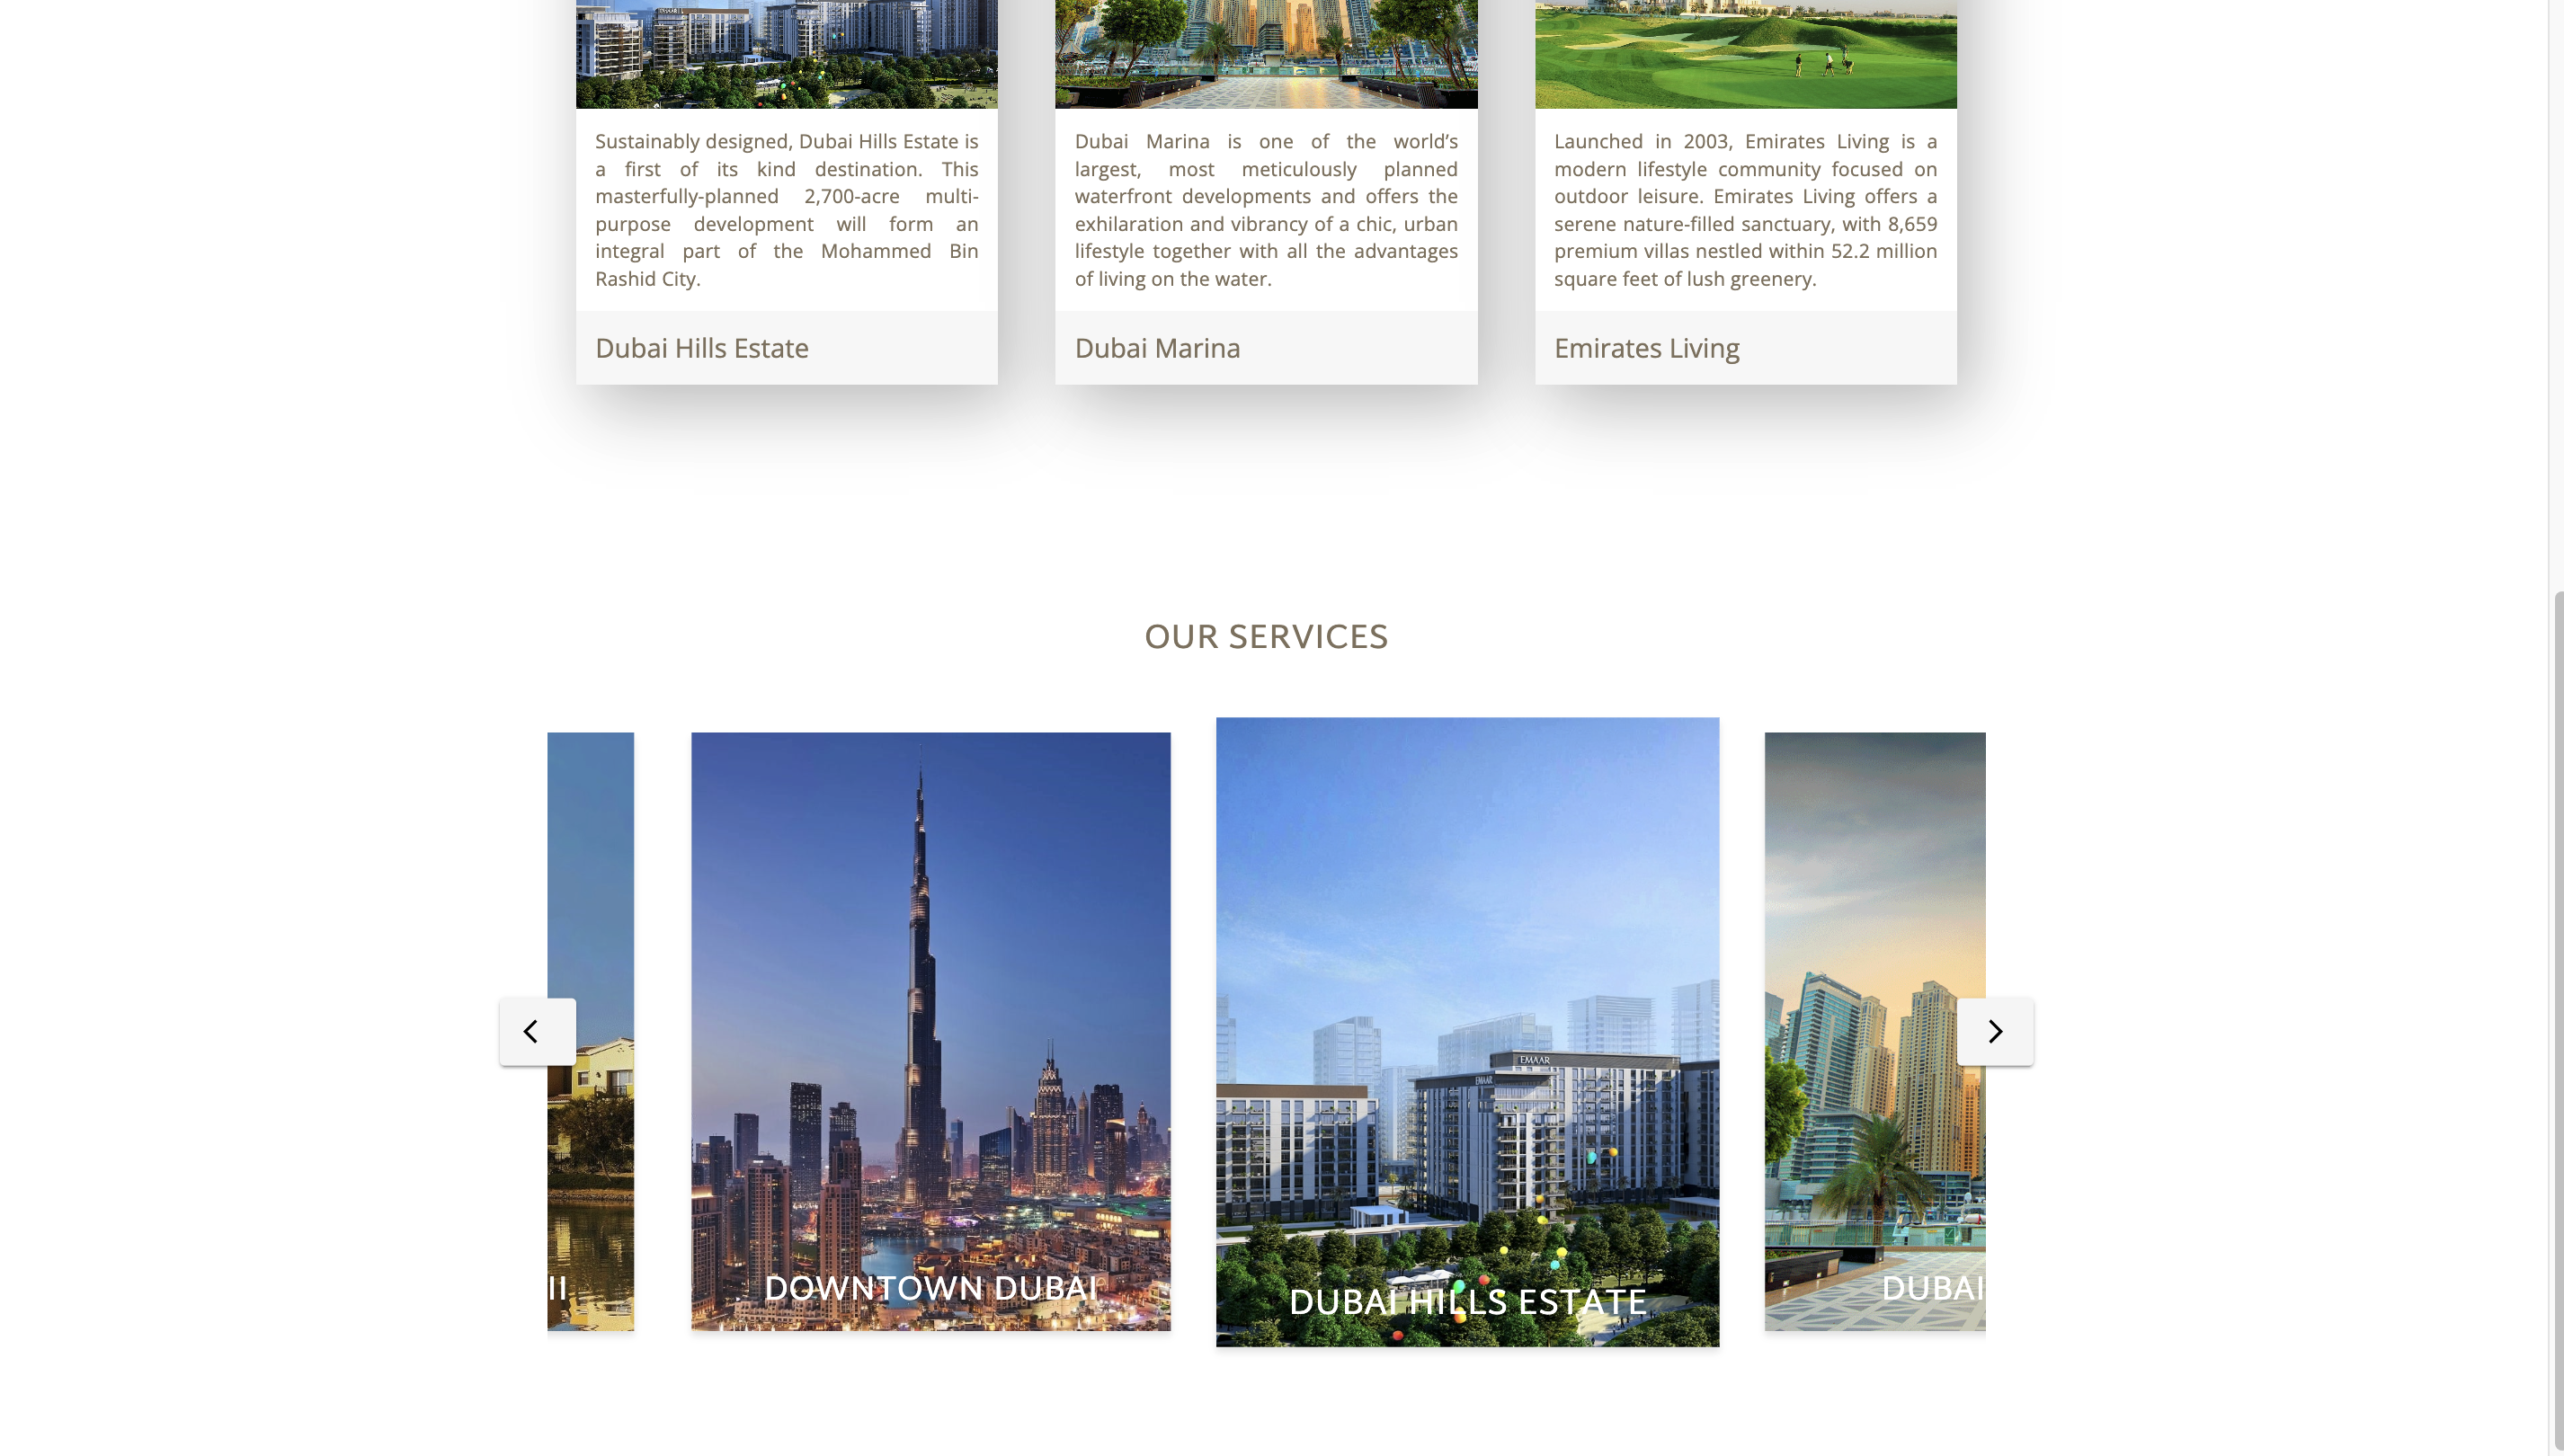 Sustainably designed, Dubai Hills Estate is
a first of its kind destination. This
masterfully-planned 2,700-acre multi-
purpose development will form an
integral part of the Mohammed Bin
Rashid City.
Dubai Hills Estate
Dubai Marina is one of the world’s
largest, most meticulously planned
waterfront developments and offers the
exhilaration and vibrancy of a chic, urban
lifestyle together with all the advantages
of living on the water.
Dubai Marina
Launched in 2003, Emirates Living is a
modern lifestyle community focused on
outdoor leisure. Emirates Living offers a
serene nature-filled sanctuary, with 8,659
premium villas nestled within 52.2 million
square feet of lush greenery.
Emirates Living
OUR SERVICES
EMAAR
EMAAR
II
DOWNTOWN DUBAI
DUBAI HILLS ESTATE
DUBAI